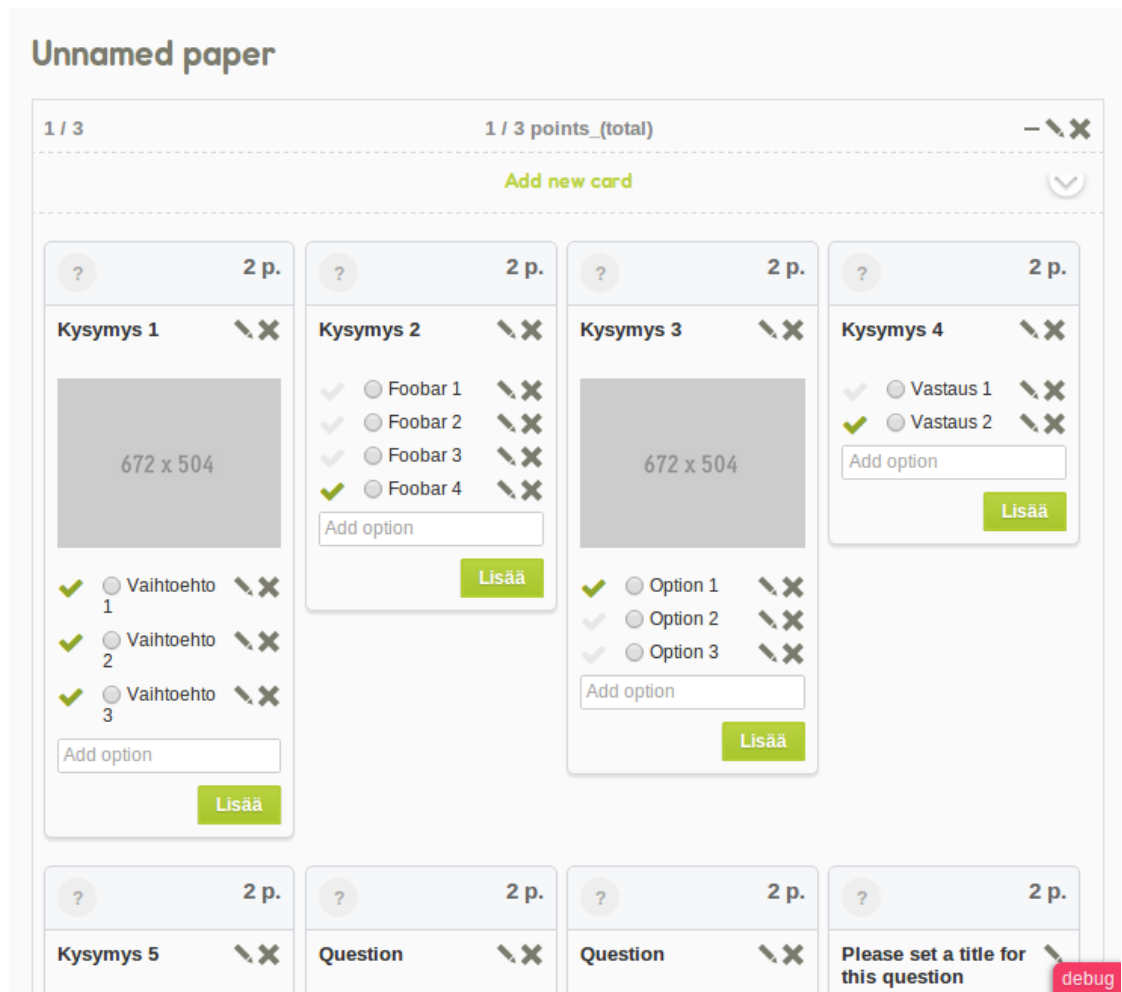 Unnamed paper
1 / 3
1 / 3 points_(total)
Add new card
?
2 p.
Kysymys 1
672 x 504
Vaihtoehto
1
Vaihtoehto
2
Vaihtoehto
3
Add option
Lisää
?
2 p.
Kysymys 2
Foobar 1
Foobar 2
Foobar 3
Foobar 4
Add option
Lisää
?
2 p.
Kysymys 3
672 x 504
Option 1
Option 2
Option 3
Add option
Lisää
?
2 p.
Kysymys 4
Vastaus 1
Vastaus 2
Add option
Lisää
?
2 p.
Kysymys 5
?
2 p.
Question
?
2 p.
Question
?
2 p.
Please set a title for
this question
debug